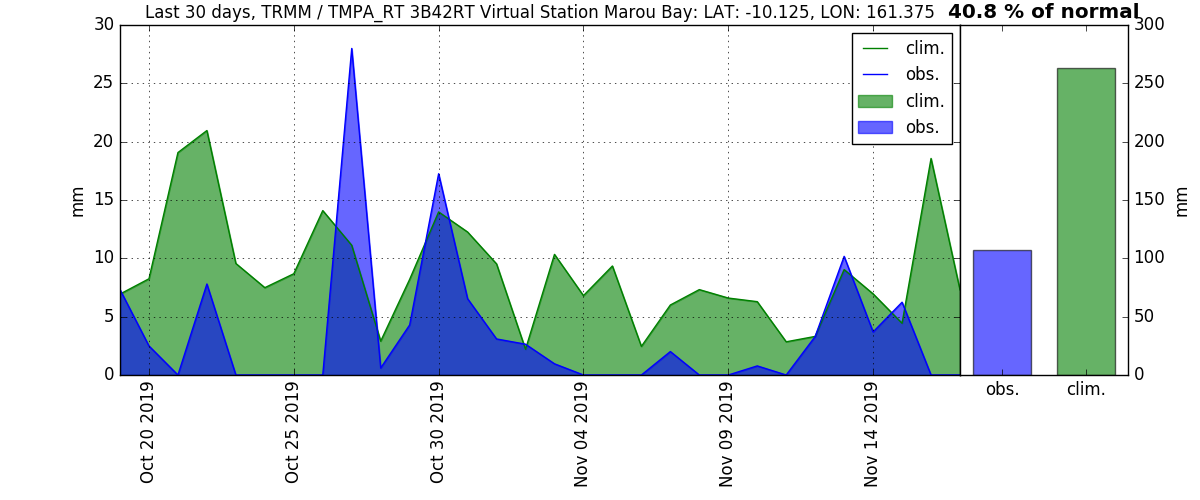 Last 30 days, TRMM / TMPA_RT 3B42RT Virtual Station Marou Bay: LAT: -10.125, LON: 161.375 40.8 % of normal
30
25
20
15
10
5
0
mm
clim.
obs.
clim.
obs.
300
250
200
150
100
50
0
mm
obs. clim.
Oct 20 2019
Oct 25 2019
Oct 30 2019
Nov 04 2019
Nov 09 2019
Nov 14 2019